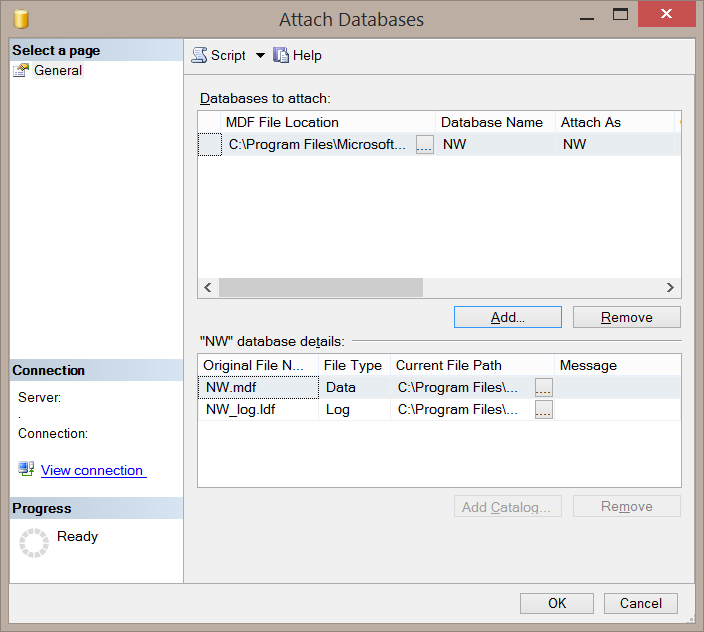 Attach Databases
Select a page
General
Script Help
Databases to attach:
MDF File Location Database Name Attach As
C:\Program Files\Microsoft... .... NW NW
Add... Remove
"NW" database details:
Original File N... File Type Current File Path Message
NW.mdf Data C:\Program Files\... ....
NW_log.ldf Log C:\Program Files\... ....
Add Catalog... Remove
Connection
Server:
.
Connection:
View connection
Progress
Ready
OK Cancel